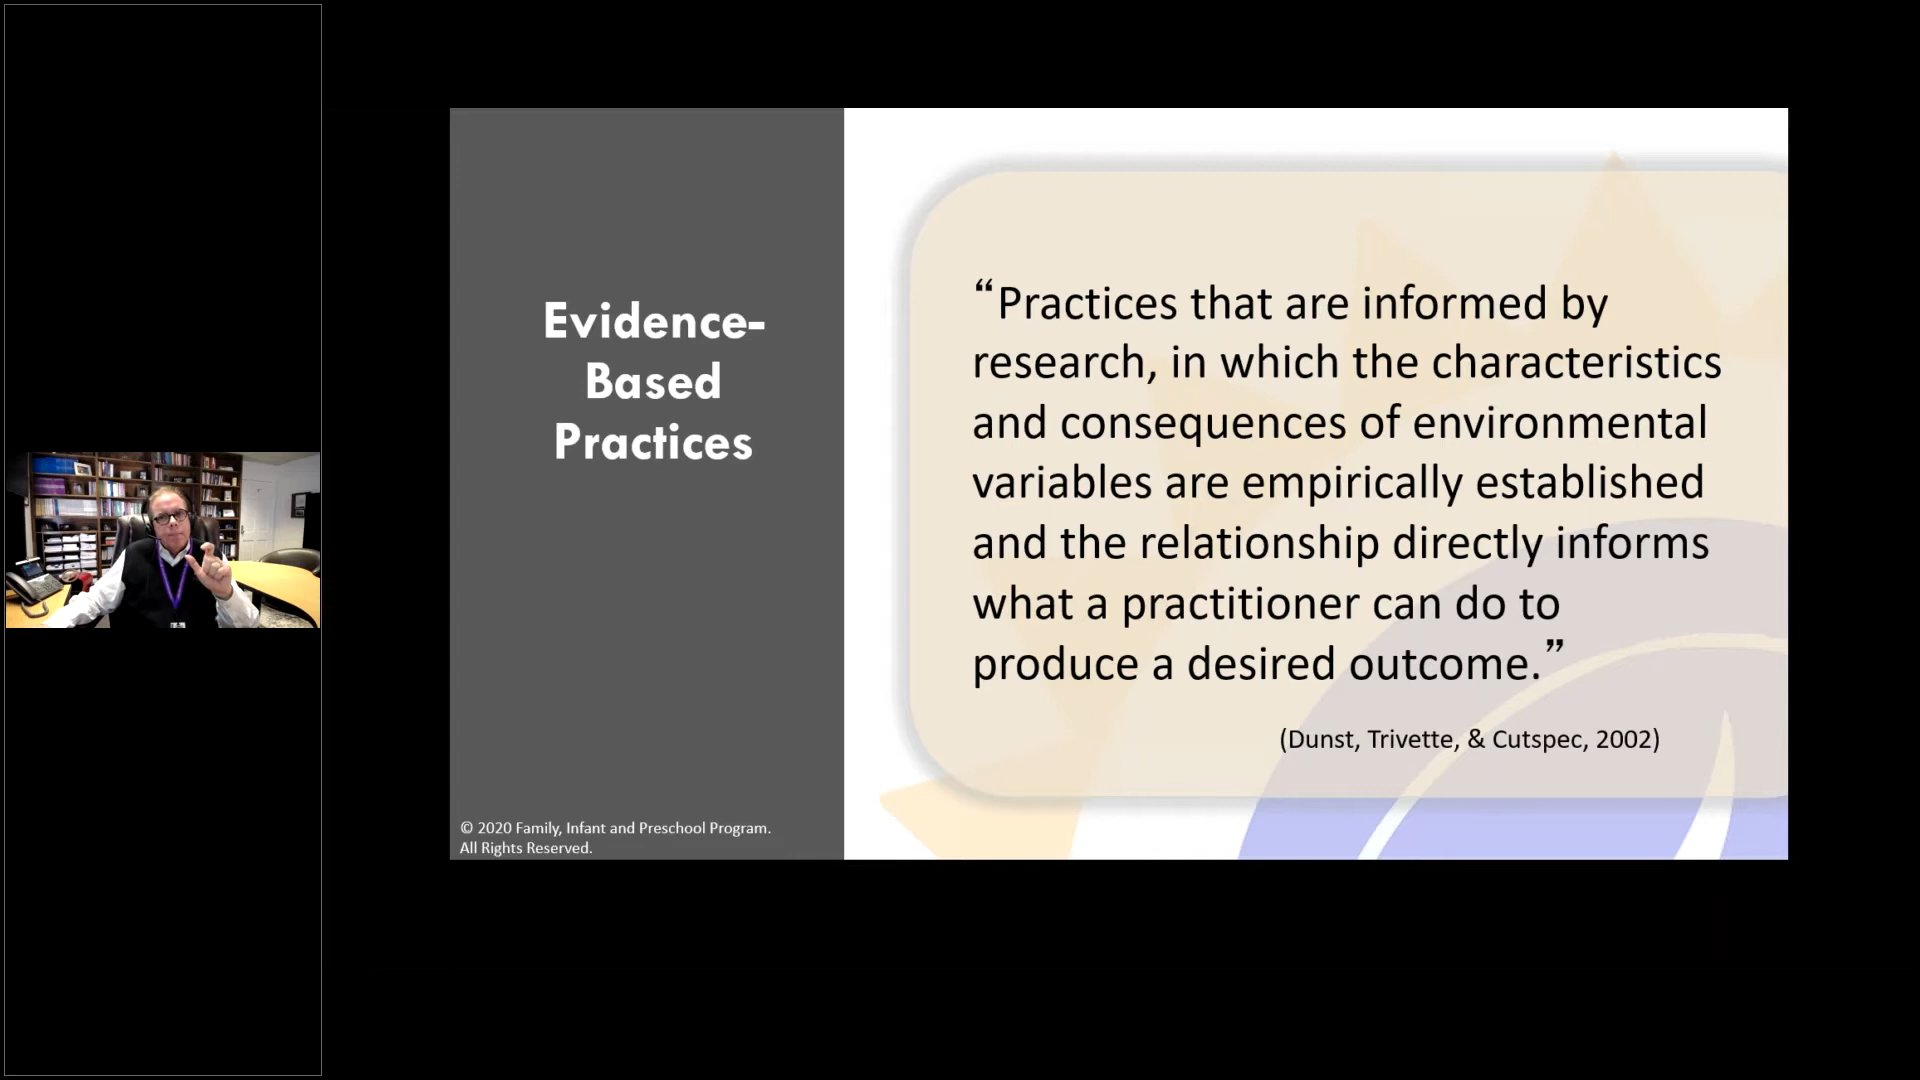 Evidence-
Based
Practices
“Practices that are informed by
research, in which the characteristics
and consequences of environmental
variables are empirically established
and the relationship directly informs
what a practitioner can do to
produce a desired outcome.”
(Dunst, Trivette, & Cutspec, 2002)
© 2020 Family, Infant and Preschool Program.
All Rights Reserved.